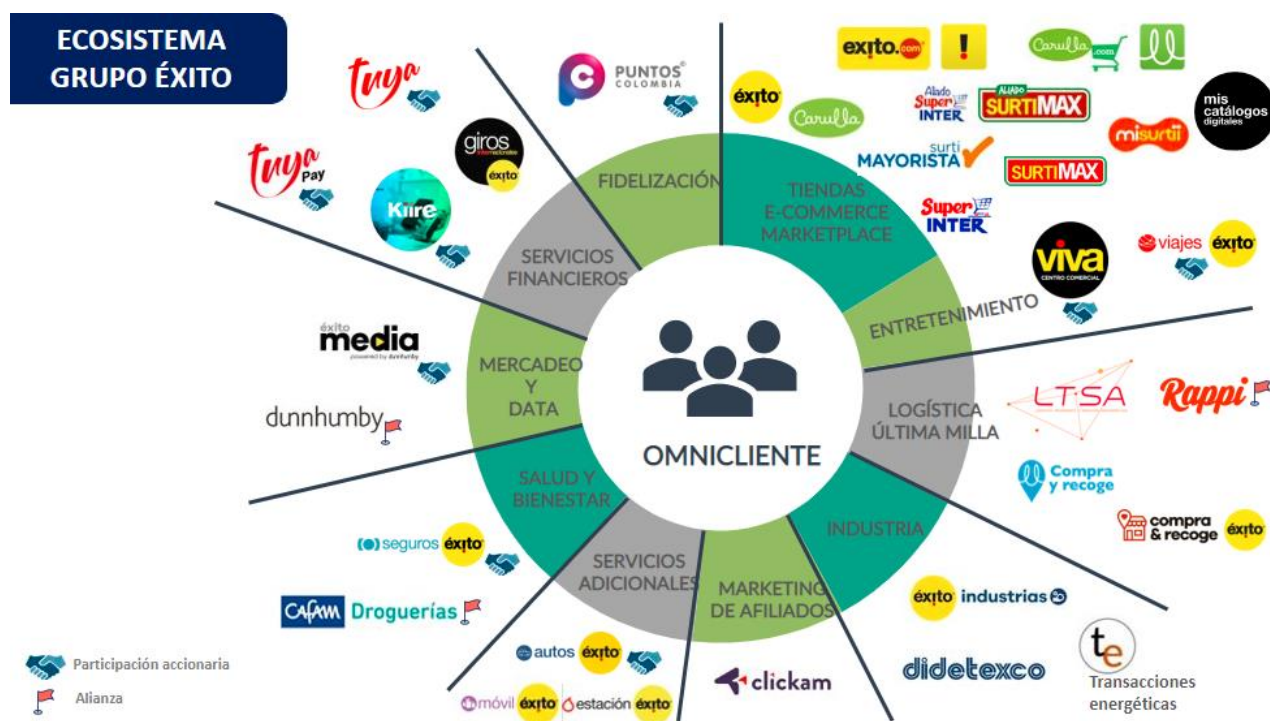 ECOSISTEMA
GRUPO ÉXITO
tuya
PUNTOS
COLOMBIA
éxito.com
!
Carulla
.com
éxito
Carulla
Aliado
Super
INTER
ALIADO
SURTIMAX
misurtii
mis
catálogos
digitales
surti
MAYORISTA
SURTIMAX
Super
INTER
tuya
Pay
giros
internacionales
éxito
Kiire
FIDELIZACIÓN
TIENDAS
E-COMMERCE
MARKETPLACE
SERVICIOS
FINANCIEROS
viva
CENTRO COMERCIAL
viajes éxito
ENTRETENIMIENTO
éxito
media
powered by dunnhumby
dunnhumby
MERCADEO
Y
DATA
OMNICLIENTE
LOGÍSTICA
ÚLTIMA MILLA
LTSA
Rappi
Compra
y recoge
compra
& recoge éxito
SALUD Y
BIENESTAR
INDUSTRIA
seguros éxito
CAFAM Droguerías
SERVICIOS
ADICIONALES
MARKETING
DE AFILIADOS
éxito industrias
didetexco
te
Transacciones
energéticas
autos éxito
móvil éxito estación éxito
clickam
Participación accionaria
Alianza